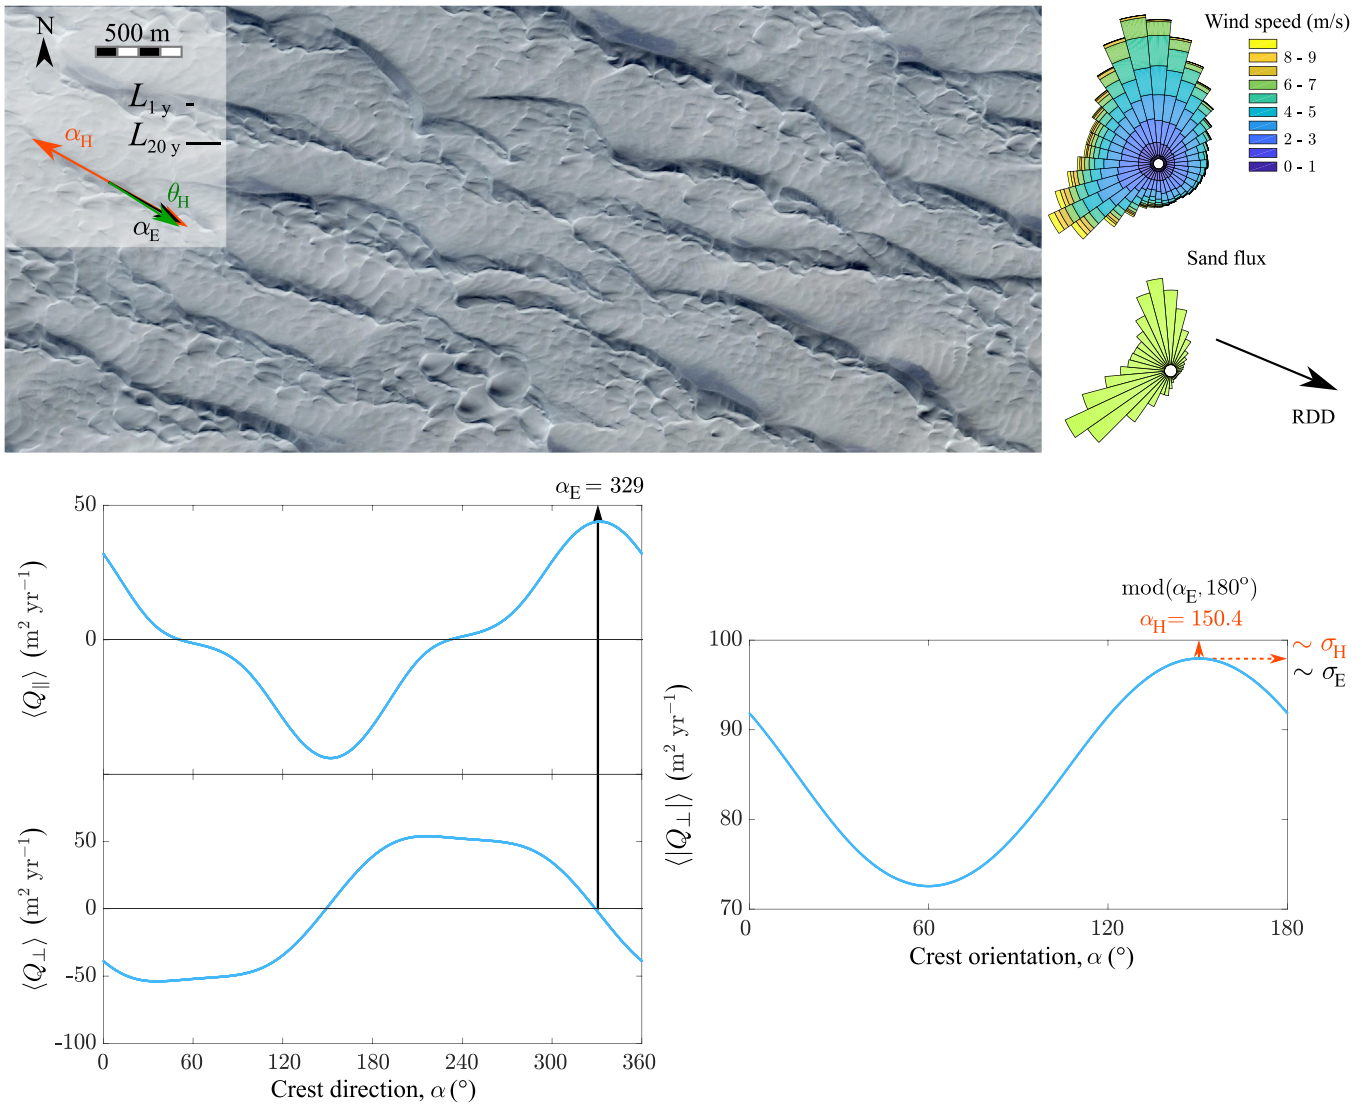 N
500 m
L1 y
L20 y
αH
θH
αE
Wind speed (m/s)
8 - 9
6 - 7
4 - 5
2 - 3
0 - 1
Sand flux
RDD
αE = 329
50
0
⟨Q∥⟩ (m² yr⁻¹)
50
0
-50
-100
⟨Q⊥⟩ (m² yr⁻¹)
0 60 120 180 240 300 360
Crest direction, α (°)
mod(αE, 180°)
αH = 150.4
∼ σH
∼ σE
100
90
80
70
⟨|Q⊥|⟩ (m² yr⁻¹)
0 60 120 180
Crest orientation, α (°)